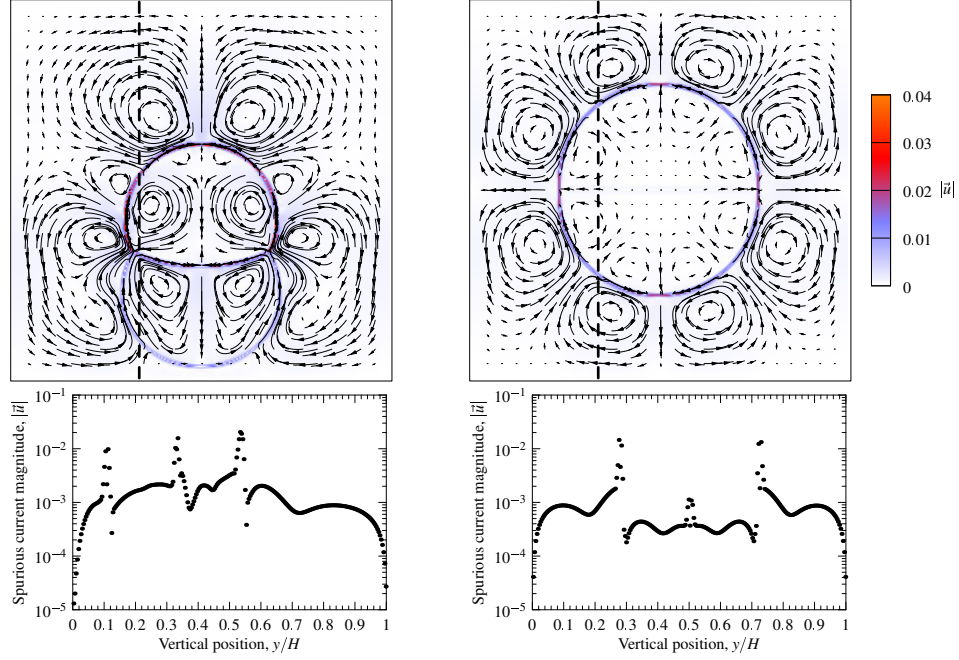 0.04
0.03
0.02
0.01
0
|u⃗|
10⁻¹
10⁻²
10⁻³
10⁻⁴
10⁻⁵
Spurious current magnitude, |u⃗|
0 0.1 0.2 0.3 0.4 0.5 0.6 0.7 0.8 0.9 1
Vertical position, y/H
10⁻¹
10⁻²
10⁻³
10⁻⁴
10⁻⁵
Spurious current magnitude, |u⃗|
0 0.1 0.2 0.3 0.4 0.5 0.6 0.7 0.8 0.9 1
Vertical position, y/H